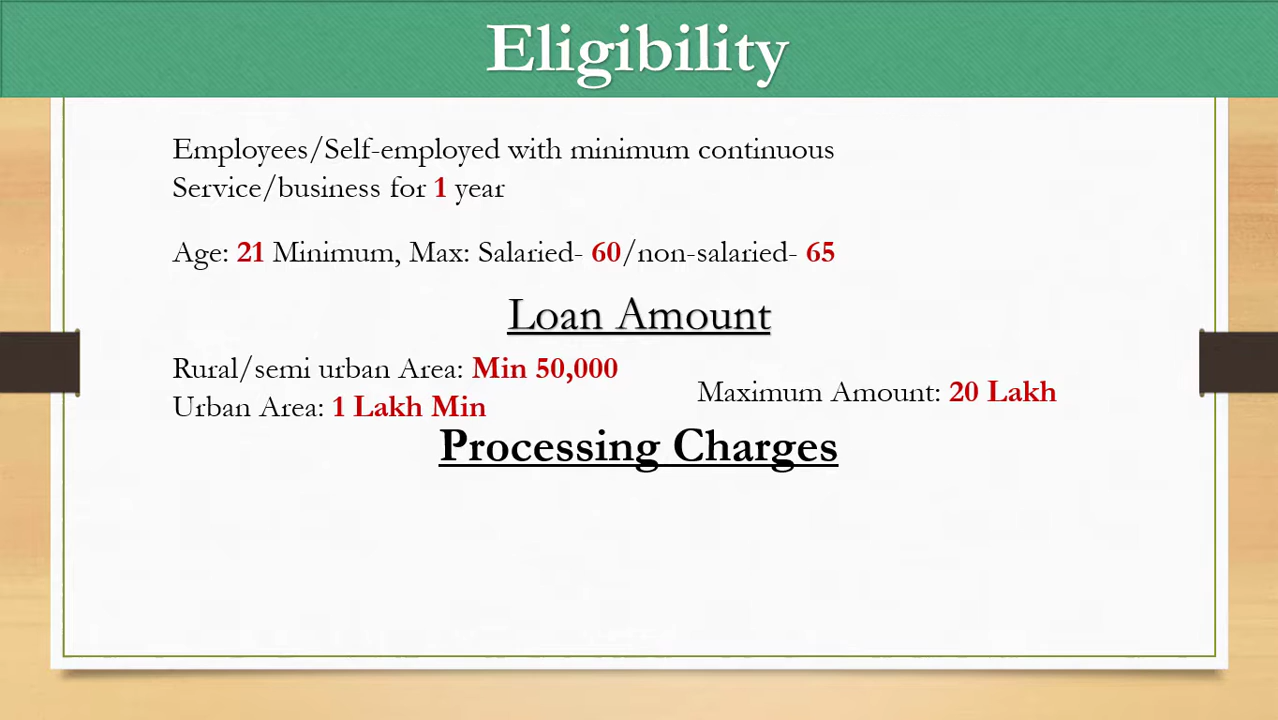 Eligibility
Employees/Self-employed with minimum continuous
Service/business for 1 year
Age: 21 Minimum, Max: Salaried- 60/non-salaried- 65
Loan Amount
Rural/semi urban Area: Min 50,000
Urban Area: 1 Lakh Min
Maximum Amount: 20 Lakh
Processing Charges